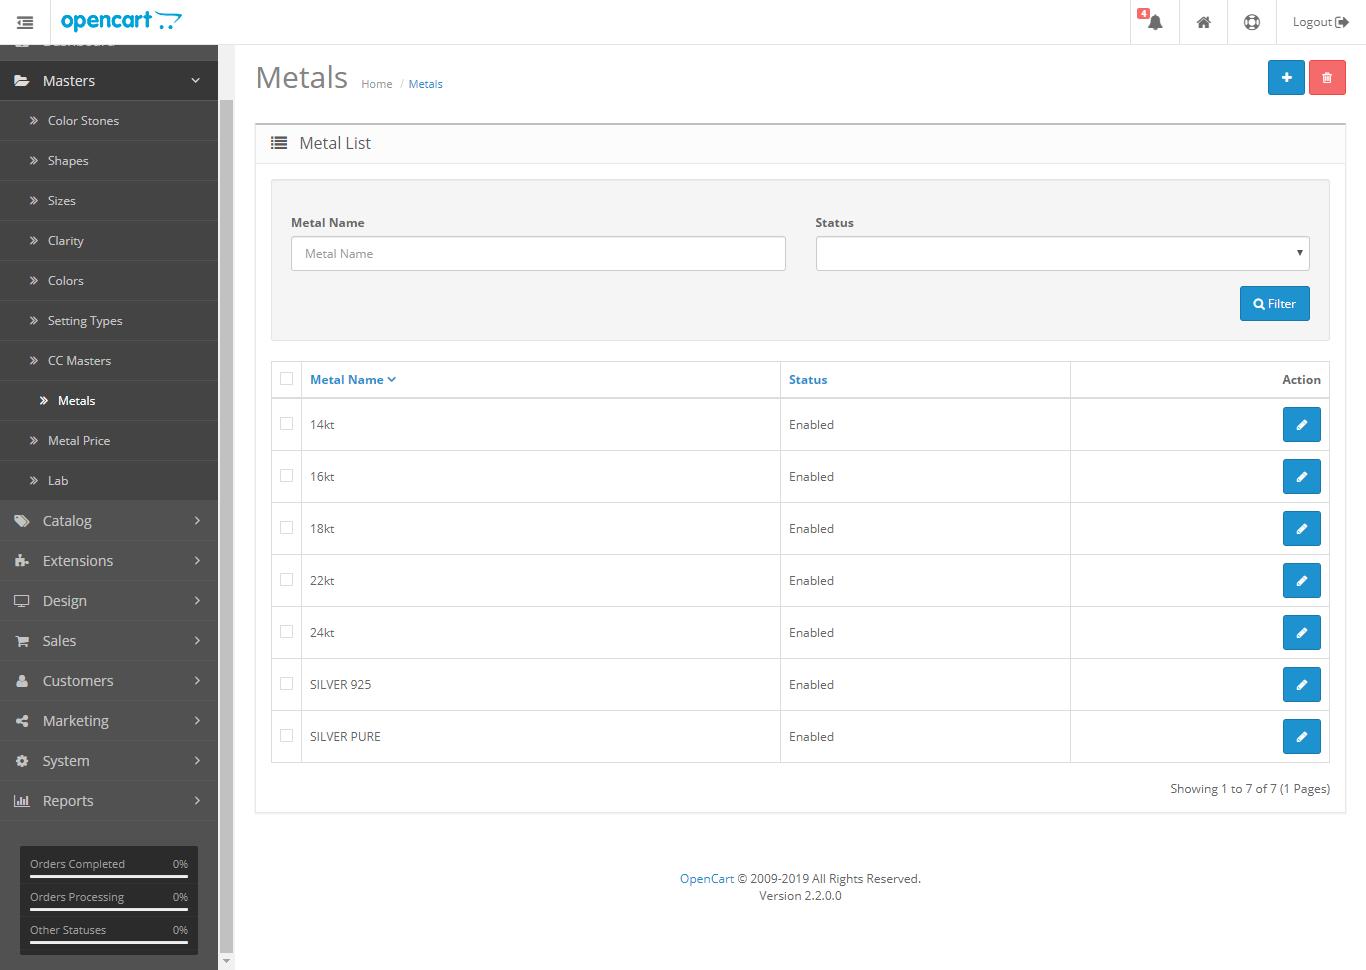 opencart
4
Logout
Dashboard
Masters
Color Stones
Shapes
Sizes
Clarity
Colors
Setting Types
CC Masters
Metals
Metal Price
Lab
Catalog
Extensions
Design
Sales
Customers
Marketing
System
Reports
Orders Completed 0%
Orders Processing 0%
Other Statuses 0%
Metals Home / Metals
Metal List
Metal Name Status
Metal Name
Filter
Metal Name Status Action
14kt Enabled
16kt Enabled
18kt Enabled
22kt Enabled
24kt Enabled
SILVER 925 Enabled
SILVER PURE Enabled
Showing 1 to 7 of 7 (1 Pages)
OpenCart © 2009-2019 All Rights Reserved.
Version 2.2.0.0